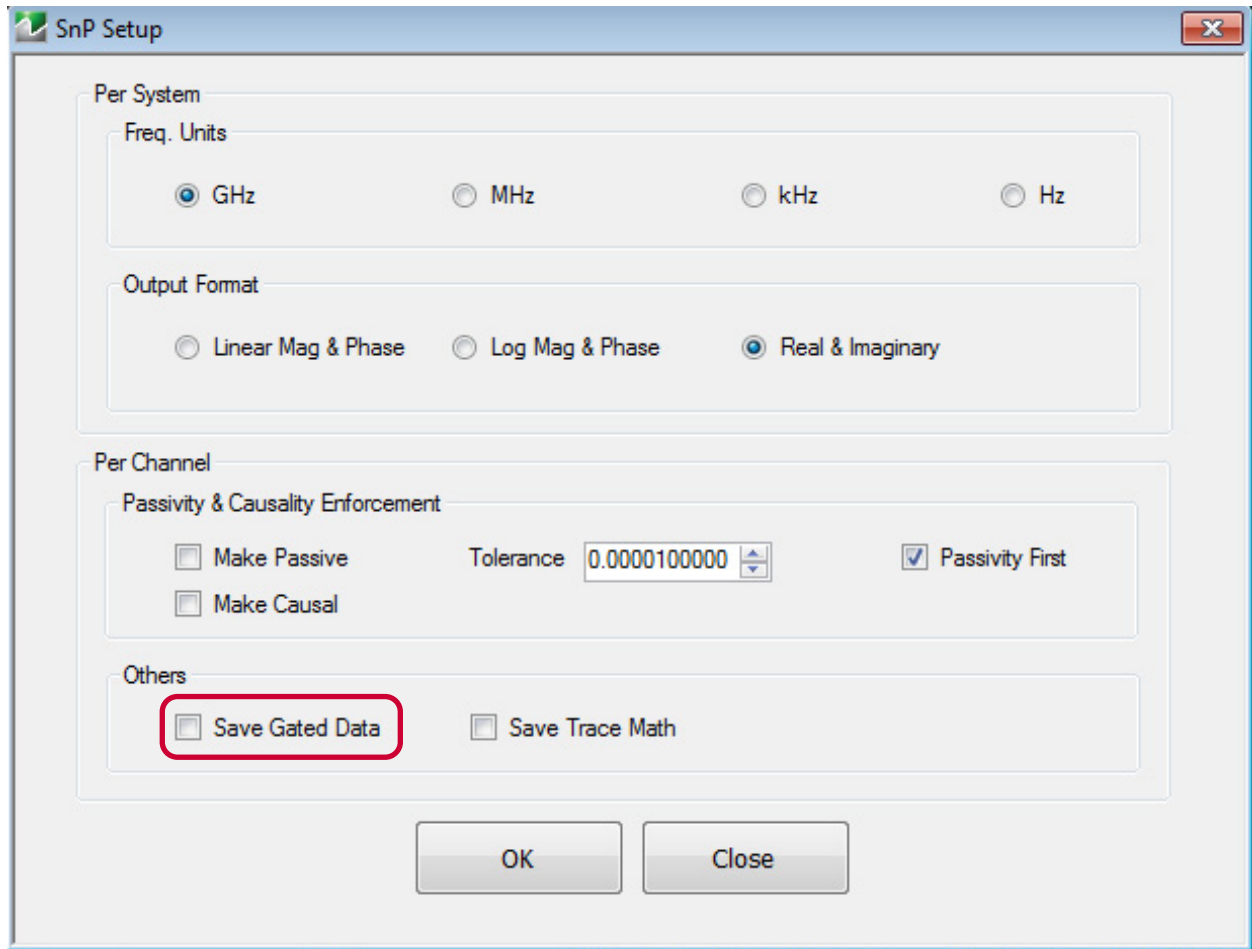 SnP Setup
Per System
Freq. Units
GHz MHz kHz Hz
Output Format
Linear Mag & Phase Log Mag & Phase Real & Imaginary
Per Channel
Passivity & Causality Enforcement
Make Passive Tolerance 0.0000100000 Passivity First
Make Causal
Others
Save Gated Data Save Trace Math
OK Close